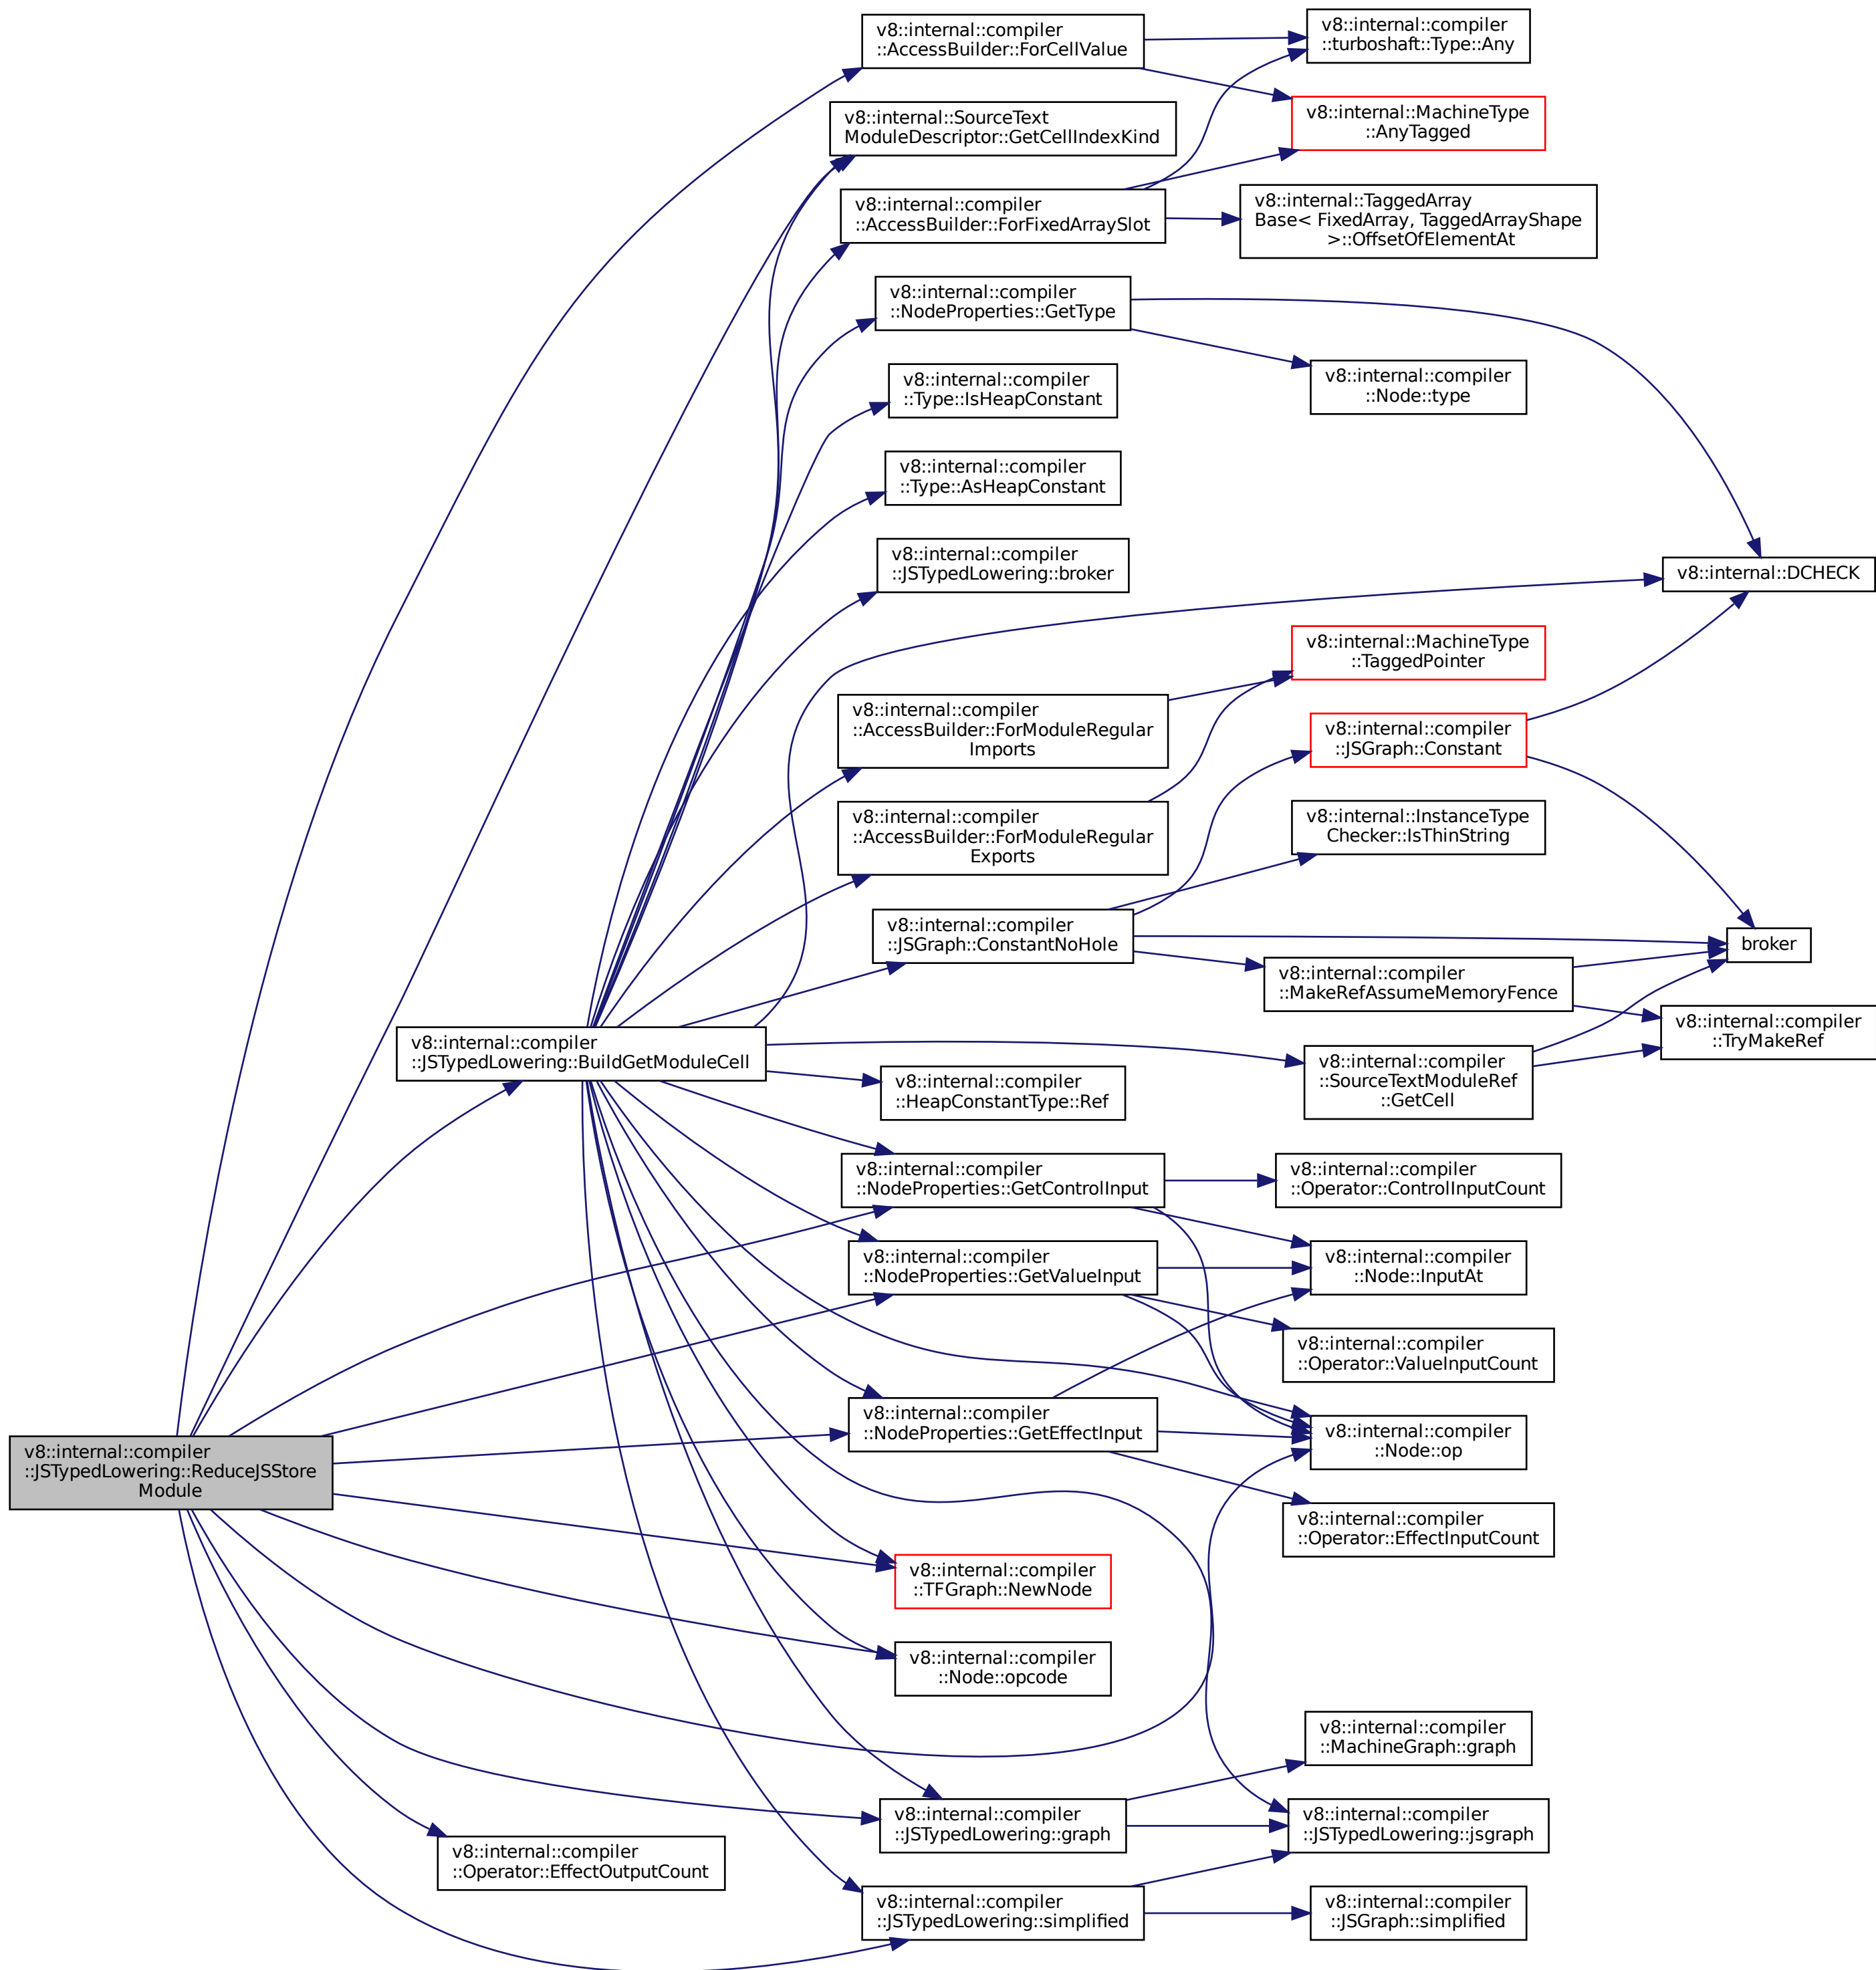 v8::internal::compiler
::AccessBuilder::ForCellValue
v8::internal::compiler
::turboshaft::Type::Any
v8::internal::MachineType
::AnyTagged
v8::internal::SourceText
ModuleDescriptor::GetCellIndexKind
v8::internal::compiler
::AccessBuilder::ForFixedArraySlot
v8::internal::TaggedArray
Base< FixedArray, TaggedArrayShape
>::OffsetOfElementAt
v8::internal::compiler
::NodeProperties::GetType
v8::internal::compiler
::Node::type
v8::internal::compiler
::Type::IsHeapConstant
v8::internal::compiler
::Type::AsHeapConstant
v8::internal::compiler
::JSTypedLowering::broker
v8::internal::DCHECK
v8::internal::MachineType
::TaggedPointer
v8::internal::compiler
::AccessBuilder::ForModuleRegular
Imports
v8::internal::compiler
::JSGraph::Constant
v8::internal::compiler
::AccessBuilder::ForModuleRegular
Exports
v8::internal::InstanceType
Checker::IsThinString
v8::internal::compiler
::JSGraph::ConstantNoHole
broker
v8::internal::compiler
::MakeRefAssumeMemoryFence
v8::internal::compiler
::TryMakeRef
v8::internal::compiler
::JSTypedLowering::BuildGetModuleCell
v8::internal::compiler
::SourceTextModuleRef
::GetCell
v8::internal::compiler
::HeapConstantType::Ref
v8::internal::compiler
::NodeProperties::GetControlInput
v8::internal::compiler
::Operator::ControlInputCount
v8::internal::compiler
::NodeProperties::GetValueInput
v8::internal::compiler
::Node::InputAt
v8::internal::compiler
::Operator::ValueInputCount
v8::internal::compiler
::NodeProperties::GetEffectInput
v8::internal::compiler
::Node::op
v8::internal::compiler
::JSTypedLowering::ReduceJSStore
Module
v8::internal::compiler
::Operator::EffectInputCount
v8::internal::compiler
::TFGraph::NewNode
v8::internal::compiler
::Node::opcode
v8::internal::compiler
::MachineGraph::graph
v8::internal::compiler
::JSTypedLowering::graph
v8::internal::compiler
::JSTypedLowering::jsgraph
v8::internal::compiler
::Operator::EffectOutputCount
v8::internal::compiler
::JSTypedLowering::simplified
v8::internal::compiler
::JSGraph::simplified